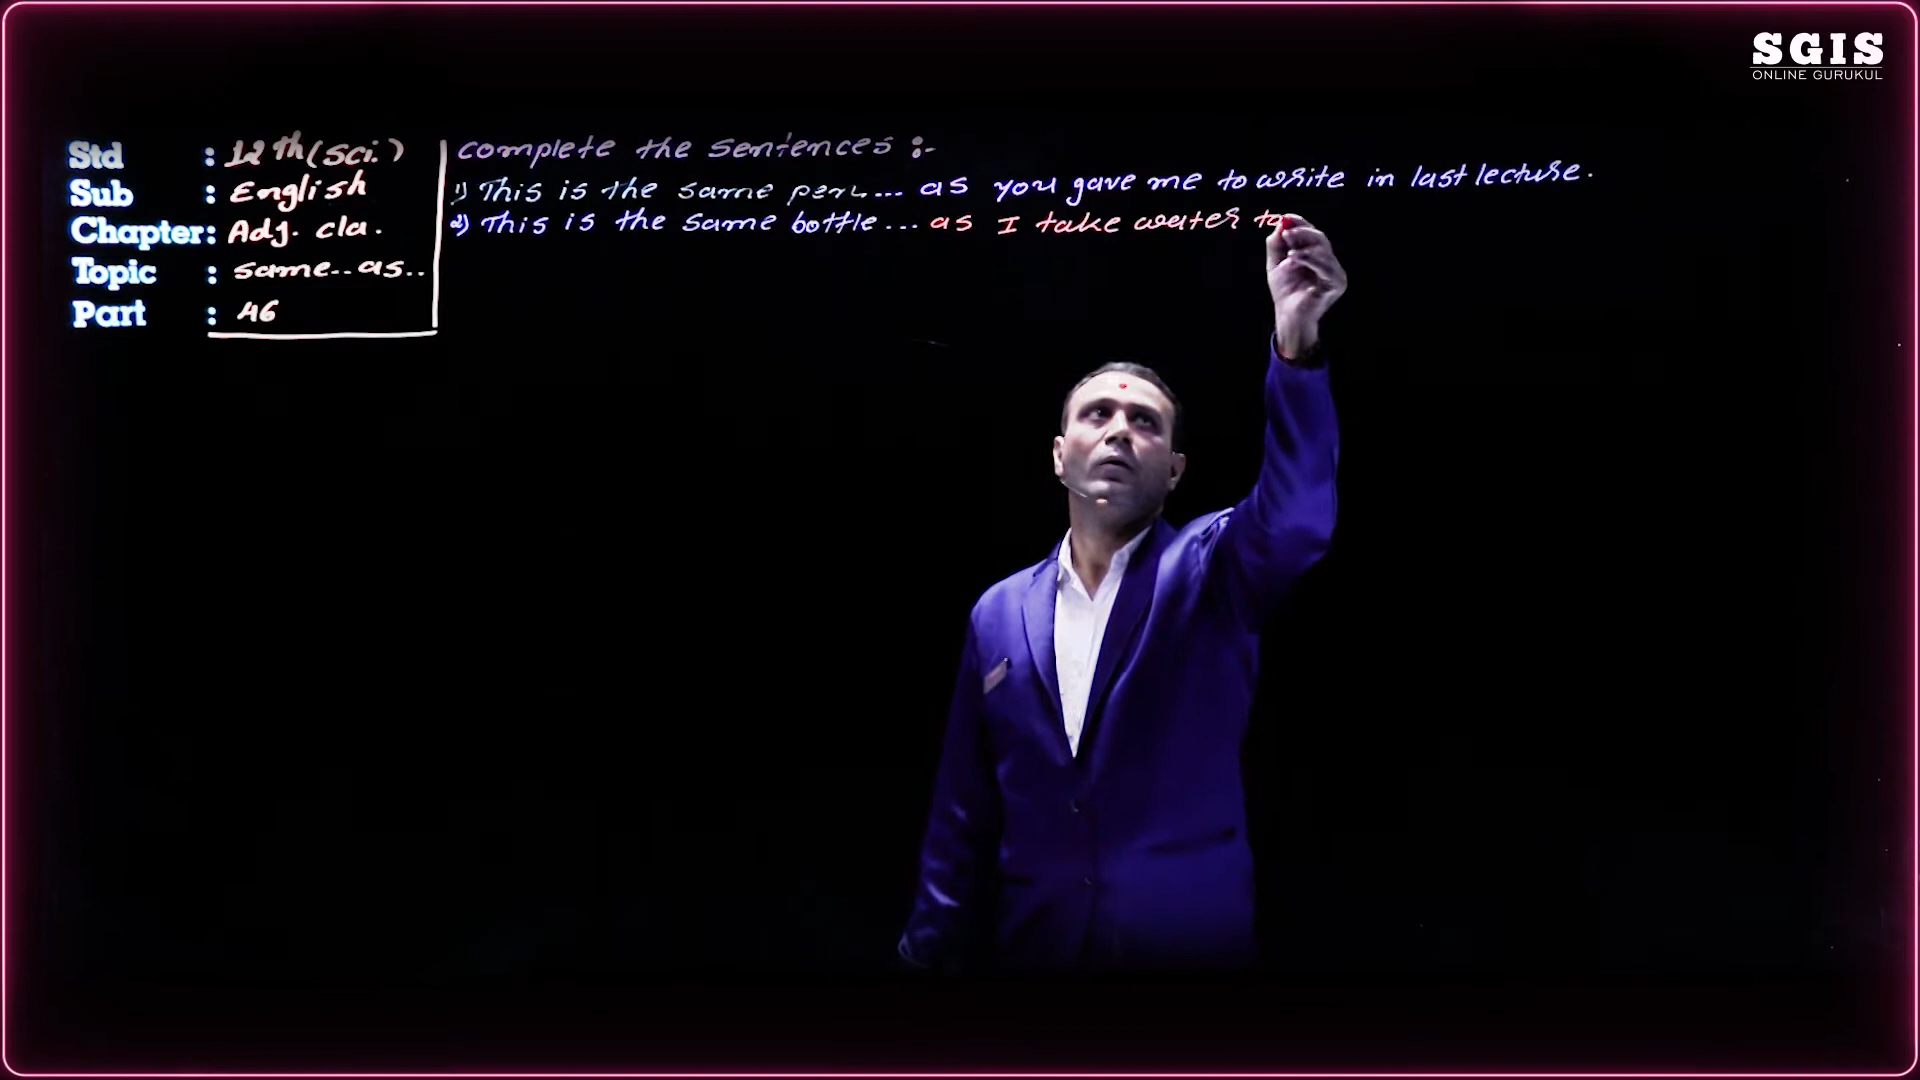 SGIS
ONLINE GURUKUL
Std : 12th (sci.)
Sub : English
Chapter: Adj. cla.
Topic : same..as..
Part : 46
complete the sentences :-
1) This is the same pen... as you gave me to write in last lecture.
2) This is the same bottle... as I take water to